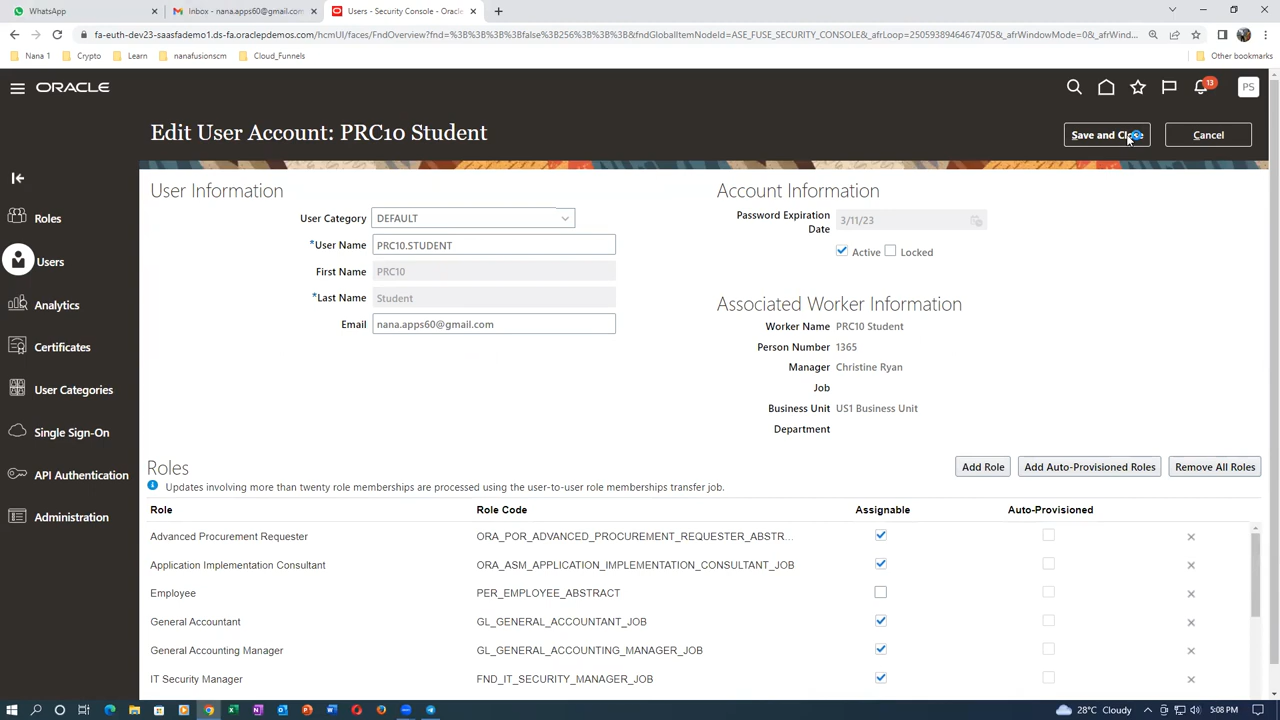 WhatsApp
Inbox - nana.apps60@gmail.com
Users - Security Console - Oracle
fa-euth-dev23-saasfademo1.ds-fa.oraclepdemos.com/hcmUI/faces/FndOverview?fnd=%3B%3B%3B%3Bfalse%3B256%3B%3B%3B&fndGlobalItemNodeId=ASE_FUSE_SECURITY_CONSOLE&_afrLoop=25059389464674705&_afrWindowMode=0&_afrWi...
Nana 1
Crypto
Learn
nanafusionscm
Cloud_Funnels
Other bookmarks
ORACLE
13
PS
Edit User Account: PRC10 Student
Save and Close
Cancel
User Information
User Category DEFAULT
*User Name PRC10.STUDENT
First Name PRC10
*Last Name Student
Email nana.apps60@gmail.com
Account Information
Password Expiration
Date
3/11/23
Active
Locked
Associated Worker Information
Worker Name PRC10 Student
Person Number 1365
Manager Christine Ryan
Job
Business Unit US1 Business Unit
Department
Roles
Users
Analytics
Certificates
User Categories
Single Sign-On
API Authentication
Administration
Roles
Add Role
Add Auto-Provisioned Roles
Remove All Roles
Updates involving more than twenty role memberships are processed using the user-to-user role memberships transfer job.
Role Role Code Assignable Auto-Provisioned
Advanced Procurement Requester ORA_POR_ADVANCED_PROCUREMENT_REQUESTER_ABSTR...
Application Implementation Consultant ORA_ASM_APPLICATION_IMPLEMENTATION_CONSULTANT_JOB
Employee PER_EMPLOYEE_ABSTRACT
General Accountant GL_GENERAL_ACCOUNTANT_JOB
General Accounting Manager GL_GENERAL_ACCOUNTING_MANAGER_JOB
IT Security Manager FND_IT_SECURITY_MANAGER_JOB
28°C Cloudy
5:08 PM